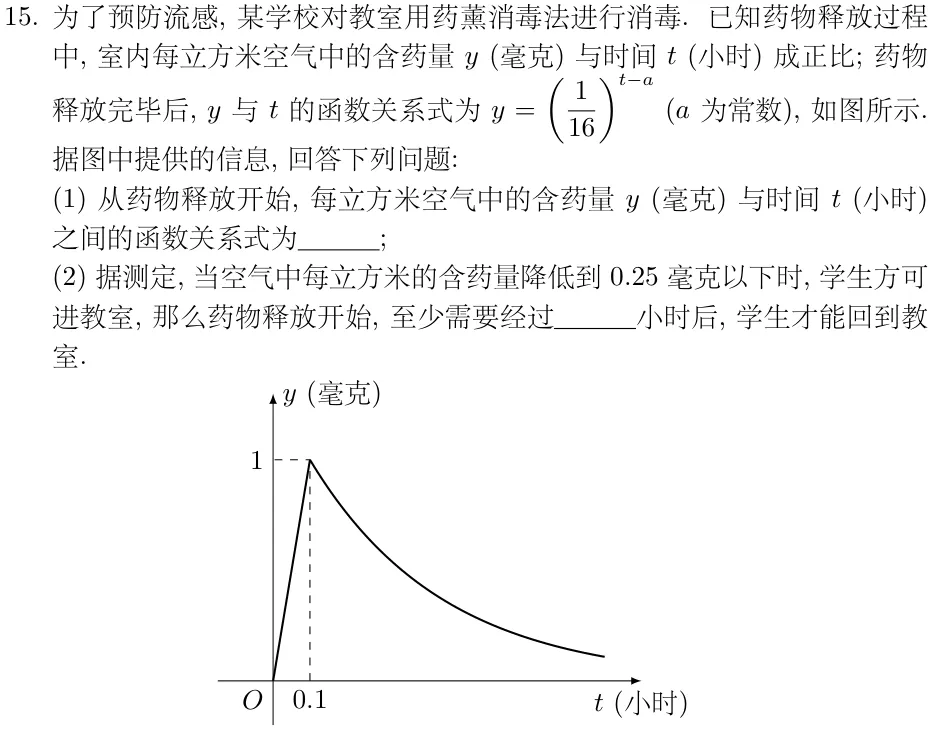 15. 为了预防流感, 某学校对教室用药薰消毒法进行消毒. 已知药物释放过程
中, 室内每立方米空气中的含药量 y (毫克) 与时间 t (小时) 成正比; 药物
释放完毕后, y 与 t 的函数关系式为 y = (1/16)^{t−a} (a 为常数), 如图所示.
据图中提供的信息, 回答下列问题:
(1) 从药物释放开始, 每立方米空气中的含药量 y (毫克) 与时间 t (小时)
之间的函数关系式为______;
(2) 据测定, 当空气中每立方米的含药量降低到 0.25 毫克以下时, 学生方可
进教室, 那么药物释放开始, 至少需要经过______小时后, 学生才能回到教
室.
y (毫克)
1
O 0.1 t (小时)